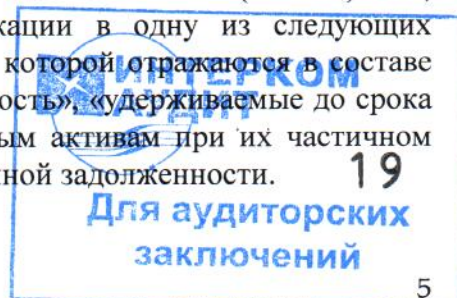 кации в одну из следующих
которой отражаются в составе
ость», «удерживаемые до срока
ым активам при их частичном
нной задолженности.
ИНТЕРКОМ
АУДИТ
19
Для аудиторских
заключений
5